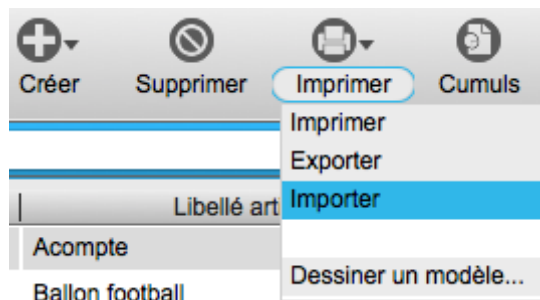 Créer Supprimer Imprimer Cumuls
Imprimer
Exporter
Libellé art Importer
Acompte
Dessiner un modèle...
Ballon football